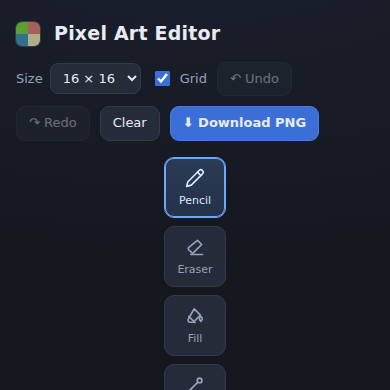 Pixel Art Editor
Size 16 × 16 Grid ↶ Undo
↷ Redo Clear ⬇ Download PNG
Pencil
Eraser
Fill